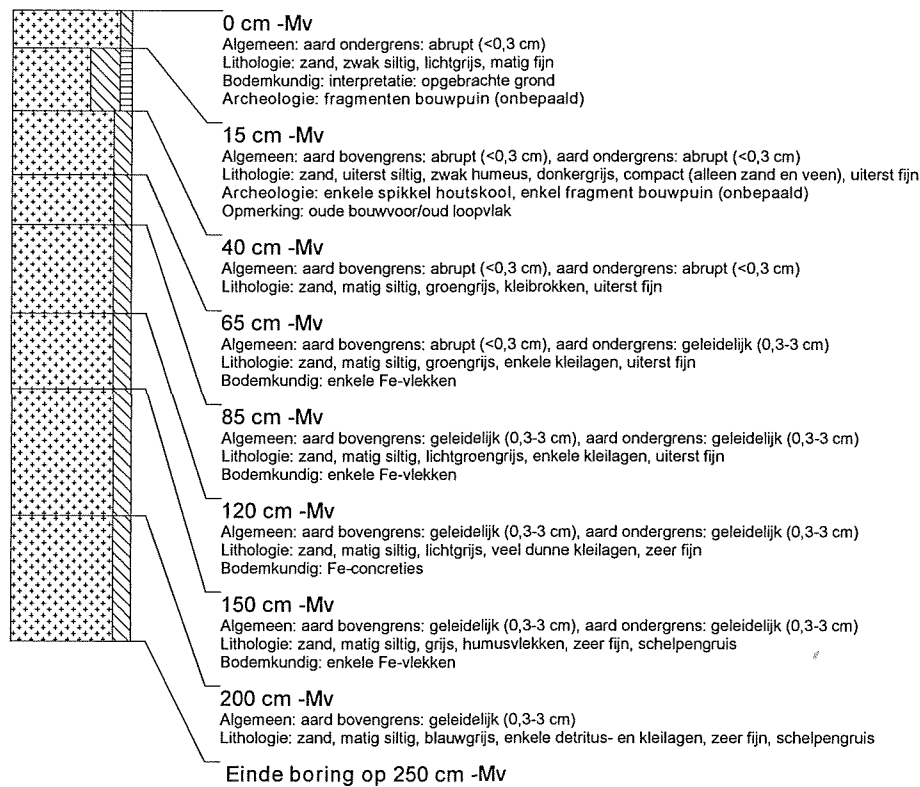 0 cm -Mv
Algemeen: aard ondergrens: abrupt (<0,3 cm)
Lithologie: zand, zwak siltig, lichtgrijs, matig fijn
Bodemkundig: interpretatie: opgebrachte grond
Archeologie: fragmenten bouwpuin (onbepaald)
15 cm -Mv
Algemeen: aard bovengrens: abrupt (<0,3 cm), aard ondergrens: abrupt (<0,3 cm)
Lithologie: zand, uiterst siltig, zwak humeus, donkergrijs, compact (alleen zand en veen), uiterst fijn
Archeologie: enkele spikkel houtskool, enkel fragment bouwpuin (onbepaald)
Opmerking: oude bouwvoor/oud loopvlak
40 cm -Mv
Algemeen: aard bovengrens: abrupt (<0,3 cm), aard ondergrens: abrupt (<0,3 cm)
Lithologie: zand, matig siltig, groengrijs, kleibrokken, uiterst fijn
65 cm -Mv
Algemeen: aard bovengrens: abrupt (<0,3 cm), aard ondergrens: geleidelijk (0,3-3 cm)
Lithologie: zand, matig siltig, groengrijs, enkele kleilagen, uiterst fijn
Bodemkundig: enkele Fe-vlekken
85 cm -Mv
Algemeen: aard bovengrens: geleidelijk (0,3-3 cm), aard ondergrens: geleidelijk (0,3-3 cm)
Lithologie: zand, matig siltig, lichtgroengrijs, enkele kleilagen, uiterst fijn
Bodemkundig: enkele Fe-vlekken
120 cm -Mv
Algemeen: aard bovengrens: geleidelijk (0,3-3 cm), aard ondergrens: geleidelijk (0,3-3 cm)
Lithologie: zand, matig siltig, lichtgrijs, veel dunne kleilagen, zeer fijn
Bodemkundig: Fe-concreties
150 cm -Mv
Algemeen: aard bovengrens: geleidelijk (0,3-3 cm), aard ondergrens: geleidelijk (0,3-3 cm)
Lithologie: zand, matig siltig, grijs, humusvlekken, zeer fijn, schelpengruis
Bodemkundig: enkele Fe-vlekken
200 cm -Mv
Algemeen: aard bovengrens: geleidelijk (0,3-3 cm)
Lithologie: zand, matig siltig, blauwgrijs, enkele detritus- en kleilagen, zeer fijn, schelpengruis
Einde boring op 250 cm -Mv